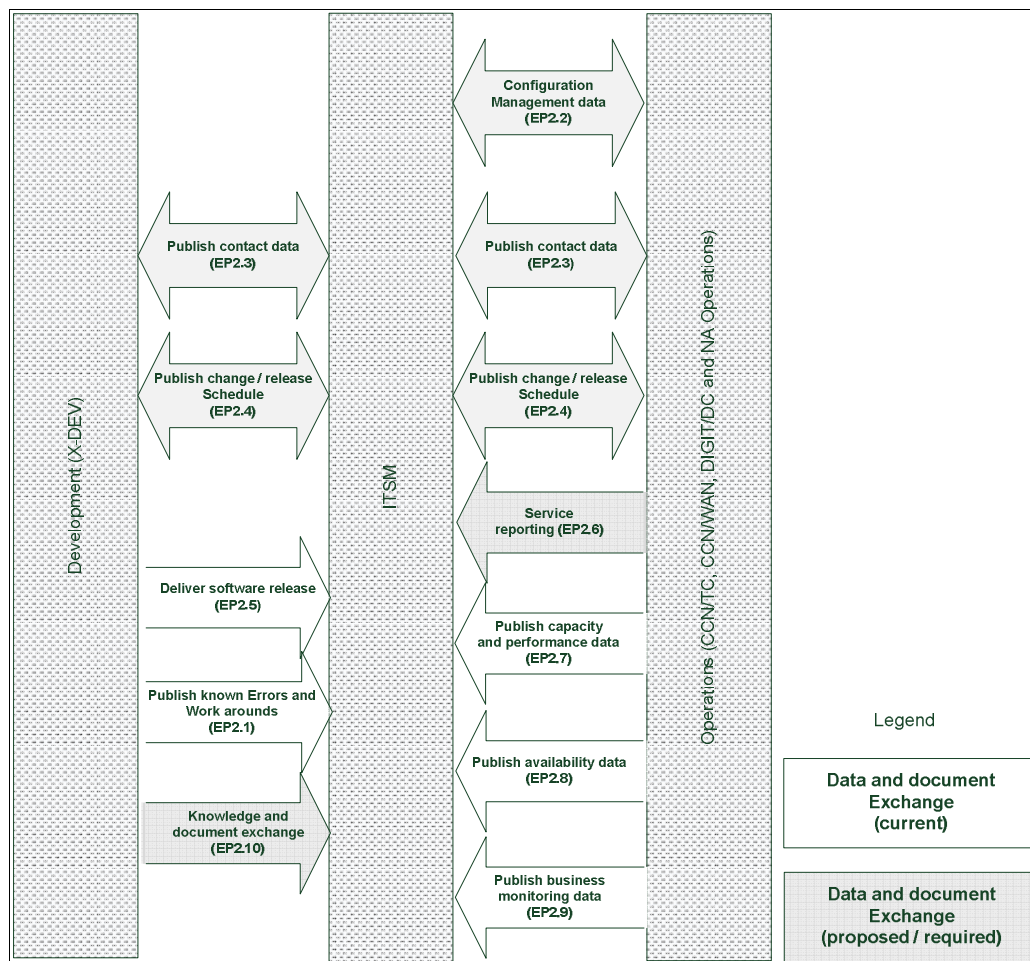 Configuration
Management data
(EP2.2)
Publish contact data
(EP2.3)
Publish contact data
(EP2.3)
Publish change / release
Schedule
(EP2.4)
Publish change / release
Schedule
(EP2.4)
Development (X-DEV)
ITSM
Operations (CCN/TC, CCN/WAN, DIGIT/DC and NA Operations)
Service
reporting (EP2.6)
Deliver software release
(EP2.5)
Publish capacity
and performance data
(EP2.7)
Publish known Errors and
Work arounds
(EP2.1)
Publish availability data
(EP2.8)
Knowledge and
document exchange
(EP2.10)
Publish business
monitoring data
(EP2.9)
Legend
Data and document
Exchange
(current)
Data and document
Exchange
(proposed / required)